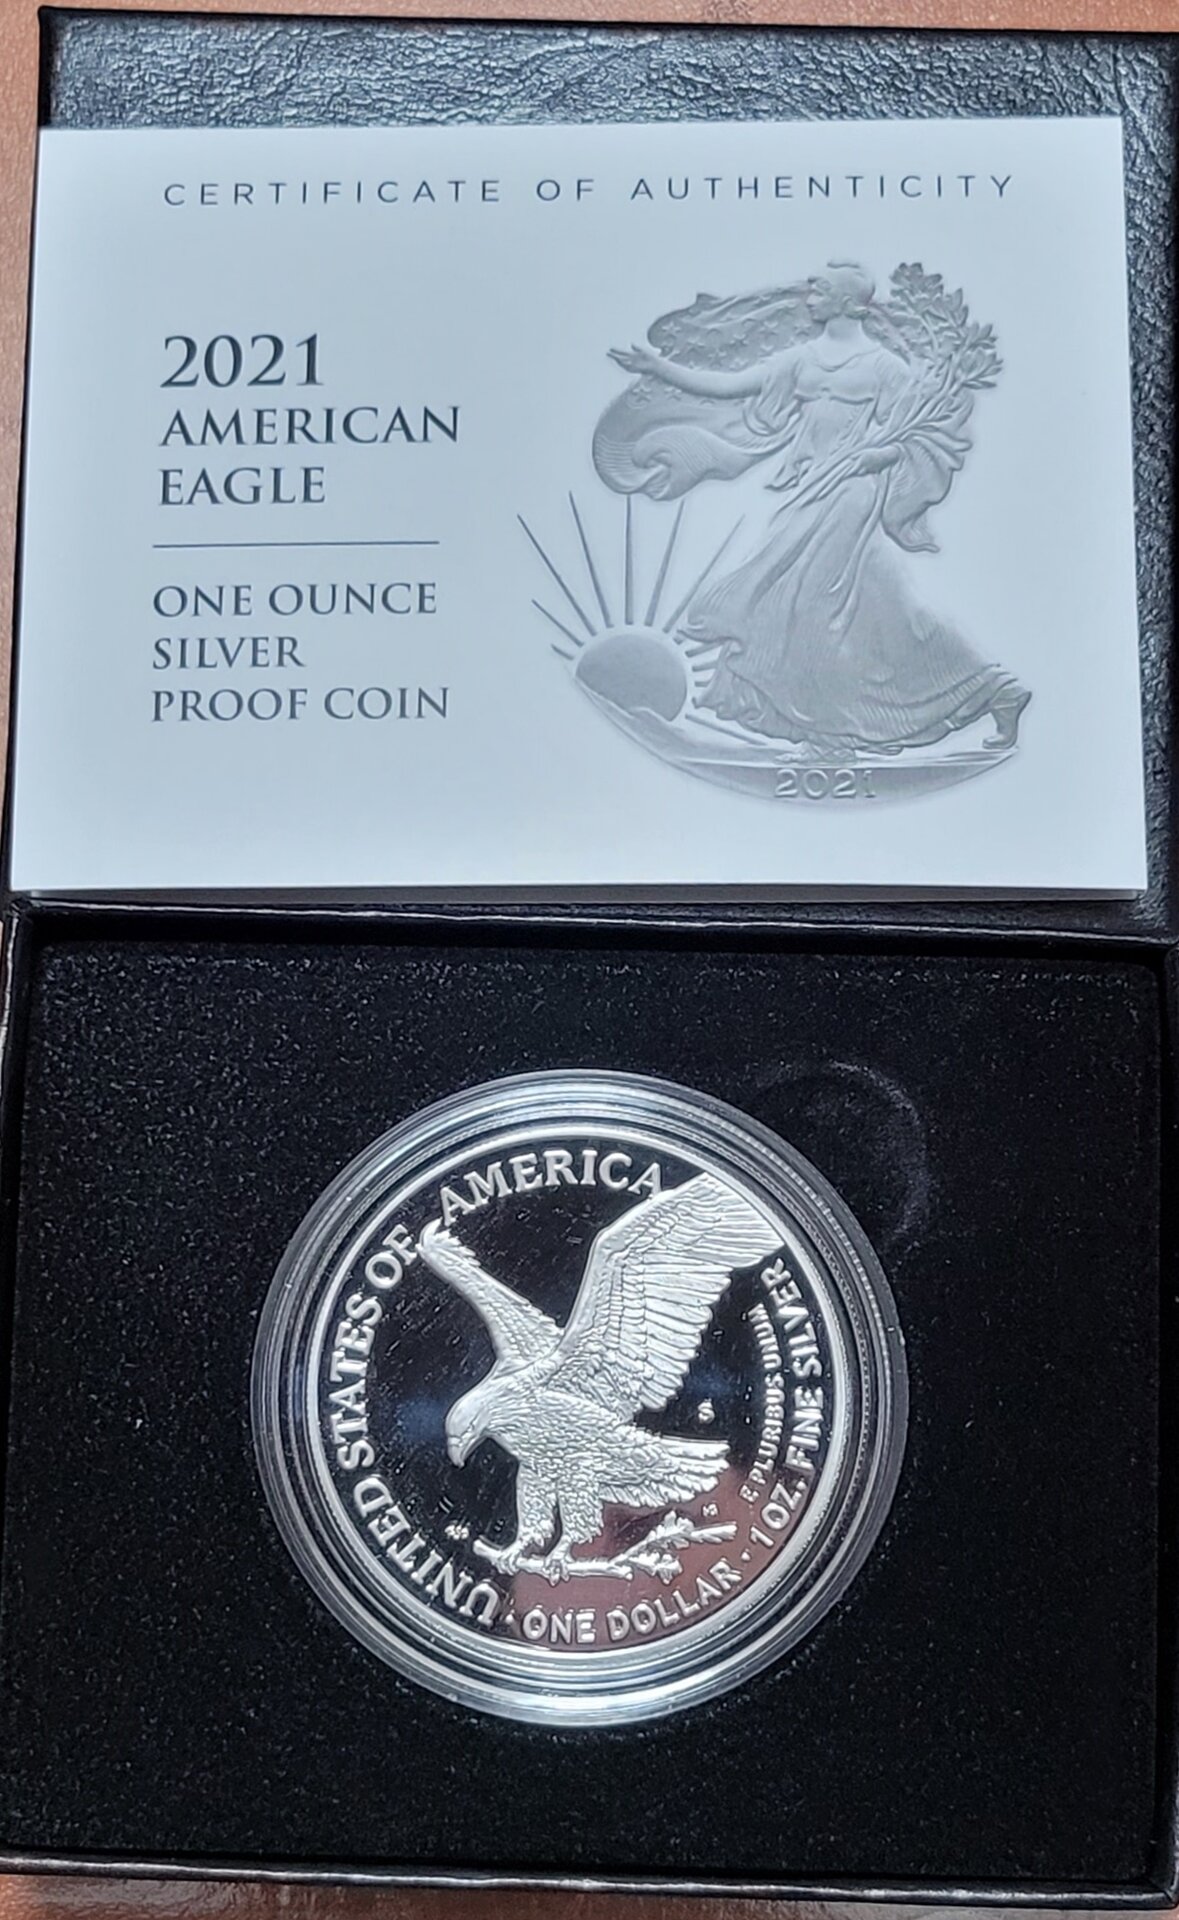 CERTIFICATE OF AUTHENTICITY
2021
AMERICAN
EAGLE
ONE OUNCE
SILVER
PROOF COIN
2021
UNITED STATES OF AMERICA
S
E PLURIBUS UNUM
· ONE DOLLAR · 1 OZ. FINE SILVER